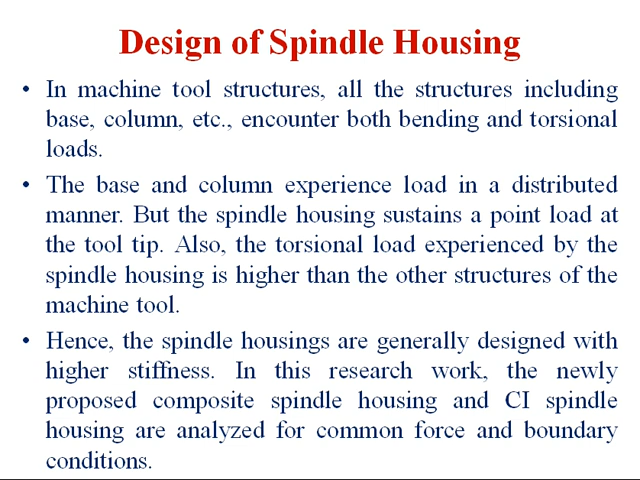 Design of Spindle Housing
• In machine tool structures, all the structures including
base, column, etc., encounter both bending and torsional
loads.
• The base and column experience load in a distributed
manner. But the spindle housing sustains a point load at
the tool tip. Also, the torsional load experienced by the
spindle housing is higher than the other structures of the
machine tool.
• Hence, the spindle housings are generally designed with
higher stiffness. In this research work, the newly
proposed composite spindle housing and CI spindle
housing are analyzed for common force and boundary
conditions.